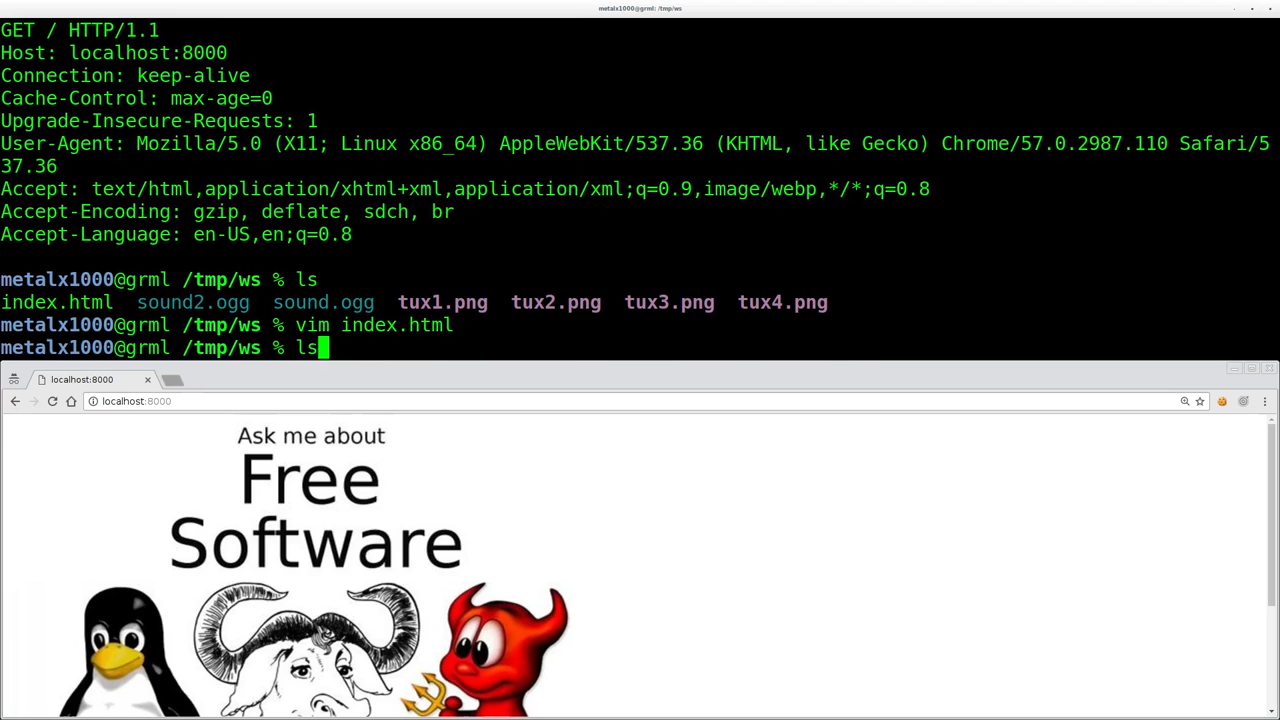 metalx1000@grml: /tmp/ws
GET / HTTP/1.1
Host: localhost:8000
Connection: keep-alive
Cache-Control: max-age=0
Upgrade-Insecure-Requests: 1
User-Agent: Mozilla/5.0 (X11; Linux x86_64) AppleWebKit/537.36 (KHTML, like Gecko) Chrome/57.0.2987.110 Safari/5
37.36
Accept: text/html,application/xhtml+xml,application/xml;q=0.9,image/webp,*/*;q=0.8
Accept-Encoding: gzip, deflate, sdch, br
Accept-Language: en-US,en;q=0.8
metalx1000@grml /tmp/ws % ls
index.html  sound2.ogg  sound.ogg  tux1.png  tux2.png  tux3.png  tux4.png
metalx1000@grml /tmp/ws % vim index.html
metalx1000@grml /tmp/ws % ls
localhost:8000
localhost:8000
Ask me about
Free
Software